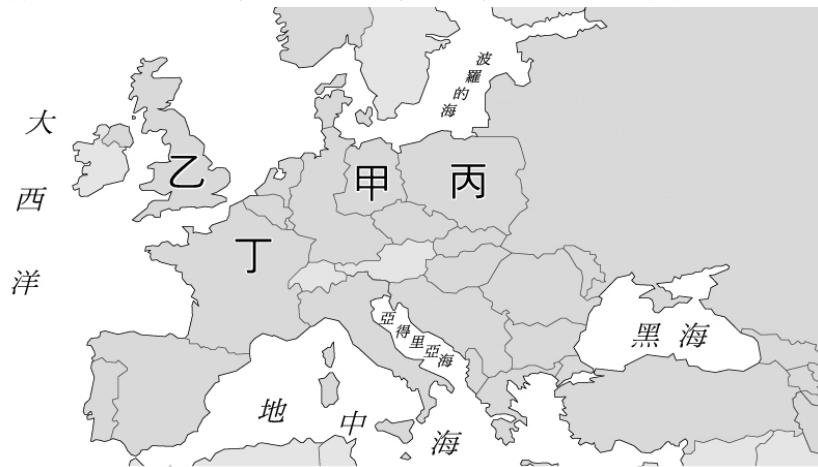 波羅的海
大西洋
乙
甲
丙
丁
亞得里亞海
黑海
地中海